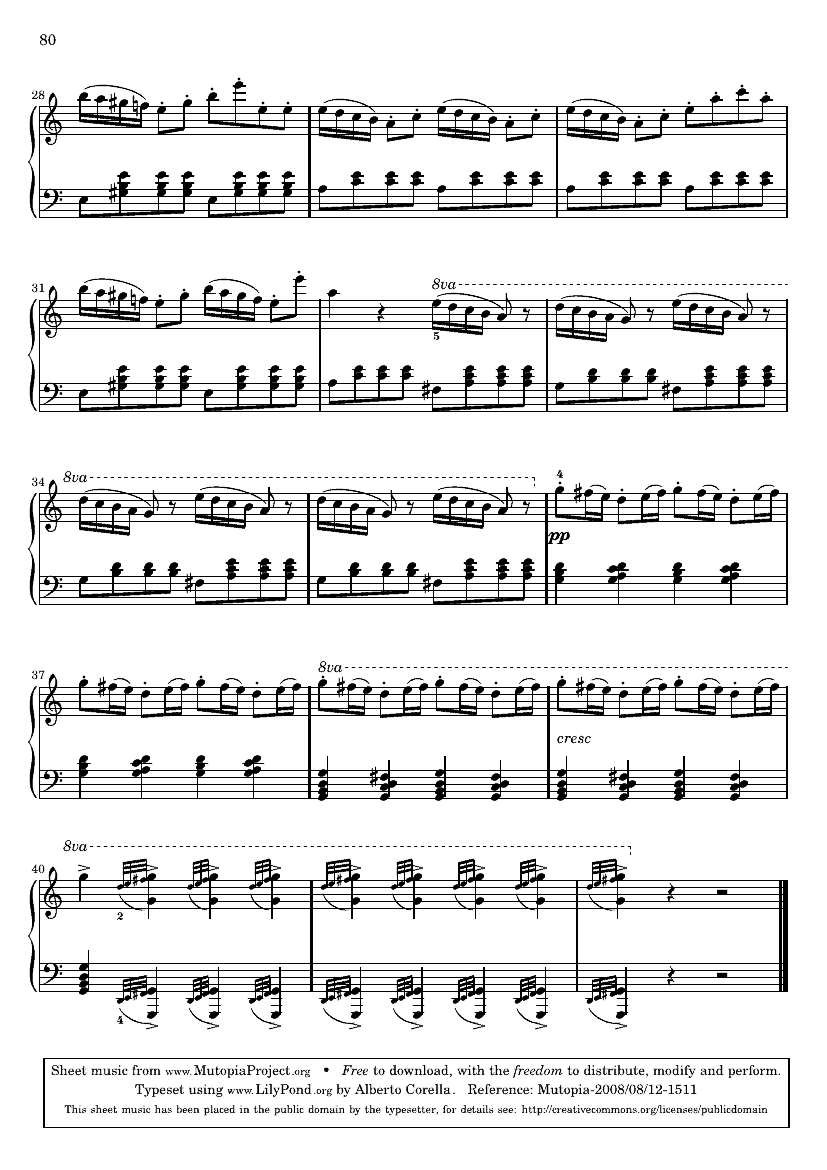 80
28
31
8va
5
34
8va
4
pp
37
8va
cresc
40
8va
2
4
Sheet music from www.MutopiaProject.org • Free to download, with the freedom to distribute, modify and perform.
Typeset using www.LilyPond.org by Alberto Corella. Reference: Mutopia-2008/08/12-1511
This sheet music has been placed in the public domain by the typesetter, for details see: http://creativecommons.org/licenses/publicdomain